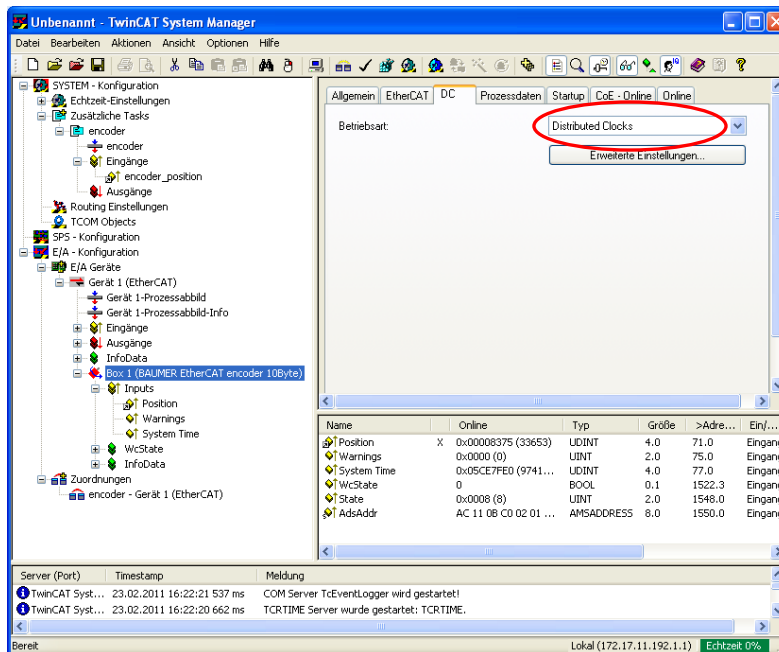 Unbenannt - TwinCAT System Manager
Datei Bearbeiten Aktionen Ansicht Optionen Hilfe
SYSTEM - Konfiguration
Echtzeit-Einstellungen
Zusätzliche Tasks
encoder
encoder
Eingänge
encoder_position
Ausgänge
Routing Einstellungen
TCOM Objects
SPS - Konfiguration
E/A - Konfiguration
E/A Geräte
Gerät 1 (EtherCAT)
Gerät 1-Prozessabbild
Gerät 1-Prozessabbild-Info
Eingänge
Ausgänge
InfoData
Box 1 (BAUMER EtherCAT encoder 10Byte)
Inputs
Position
Warnings
System Time
WcState
InfoData
Zuordnungen
encoder - Gerät 1 (EtherCAT)
Allgemein EtherCAT DC Prozessdaten Startup CoE - Online Online
Betriebsart: Distributed Clocks
Erweiterte Einstellungen...
Name Online Typ Größe >Adre... Ein/...
Position X 0x00008375 (33653) UDINT 4.0 71.0 Eingang
Warnings 0x0000 (0) UINT 2.0 75.0 Eingang
System Time 0x05CE7FE0 (9741... UDINT 4.0 77.0 Eingang
WcState 0 BOOL 0.1 1522.3 Eingang
State 0x0008 (8) UINT 2.0 1548.0 Eingang
AdsAddr AC 11 0B C0 02 01 ... AMSADDRESS 8.0 1550.0 Eingang
Server (Port) Timestamp Meldung
TwinCAT Syst... 23.02.2011 16:22:21 537 ms COM Server TcEventLogger wird gestartet!
TwinCAT Syst... 23.02.2011 16:22:20 662 ms TCRTIME Server wurde gestartet: TCRTIME.
Bereit Lokal (172.17.11.192.1.1) Echtzeit 0%